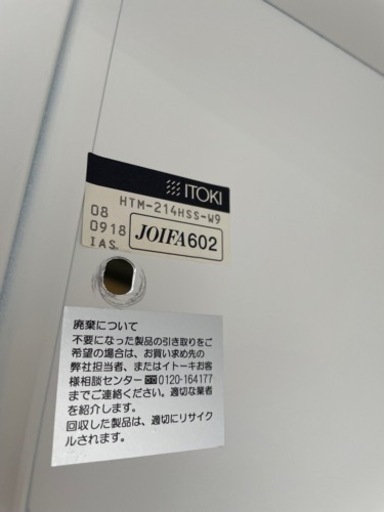 ITOKI
HTM-214HSS-W9
08
0918 JOIFA602
IAS
廃棄について
不要になった製品の引き取りをご
希望の場合は、お買い求め先の
弊社担当者、またはイトーキお客
様相談センター 0120-164177
までご連絡ください。適切な業者
を紹介します。
回収した製品は、適切にリサイク
ルされます。